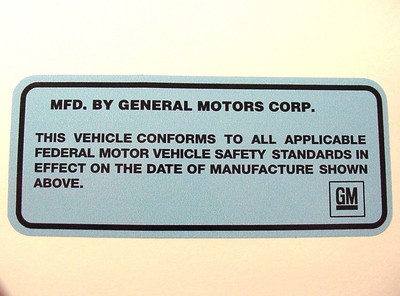 MFD. BY GENERAL MOTORS CORP.
THIS VEHICLE CONFORMS TO ALL APPLICABLE
FEDERAL MOTOR VEHICLE SAFETY STANDARDS IN
EFFECT ON THE DATE OF MANUFACTURE SHOWN
ABOVE.
GM